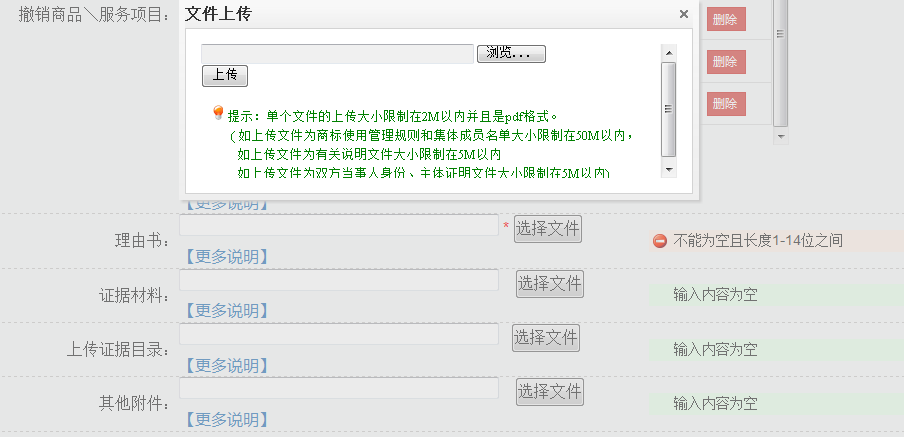 撤销商品＼服务项目：
文件上传
×
删除
浏览...
删除
上传
删除
提示：单个文件的上传大小限制在2M以内并且是pdf格式。
(如上传文件为商标使用管理规则和集体成员名单大小限制在50M以内，
如上传文件为有关说明文件大小限制在5M以内
如上传文件为双方当事人身份、主体证明文件大小限制在5M以内)
【更多说明】
理由书： * 选择文件 不能为空且长度1-14位之间
【更多说明】
证据材料： 选择文件 输入内容为空
【更多说明】
上传证据目录： 选择文件 输入内容为空
【更多说明】
其他附件： 选择文件 输入内容为空
【更多说明】